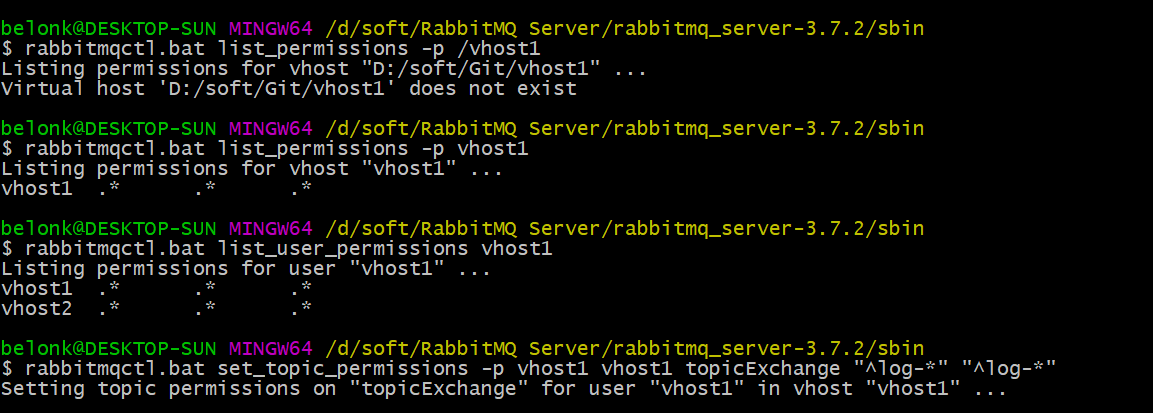 belonk@DESKTOP-SUN MINGW64 /d/soft/RabbitMQ Server/rabbitmq_server-3.7.2/sbin
$ rabbitmqctl.bat list_permissions -p /vhost1
Listing permissions for vhost "D:/soft/Git/vhost1" ...
Virtual host 'D:/soft/Git/vhost1' does not exist
belonk@DESKTOP-SUN MINGW64 /d/soft/RabbitMQ Server/rabbitmq_server-3.7.2/sbin
$ rabbitmqctl.bat list_permissions -p vhost1
Listing permissions for vhost "vhost1" ...
vhost1  .*      .*      .*
belonk@DESKTOP-SUN MINGW64 /d/soft/RabbitMQ Server/rabbitmq_server-3.7.2/sbin
$ rabbitmqctl.bat list_user_permissions vhost1
Listing permissions for user "vhost1" ...
vhost1  .*      .*      .*
vhost2  .*      .*      .*
belonk@DESKTOP-SUN MINGW64 /d/soft/RabbitMQ Server/rabbitmq_server-3.7.2/sbin
$ rabbitmqctl.bat set_topic_permissions -p vhost1 vhost1 topicExchange "^log-*" "^log-*"
Setting topic permissions on "topicExchange" for user "vhost1" in vhost "vhost1" ...